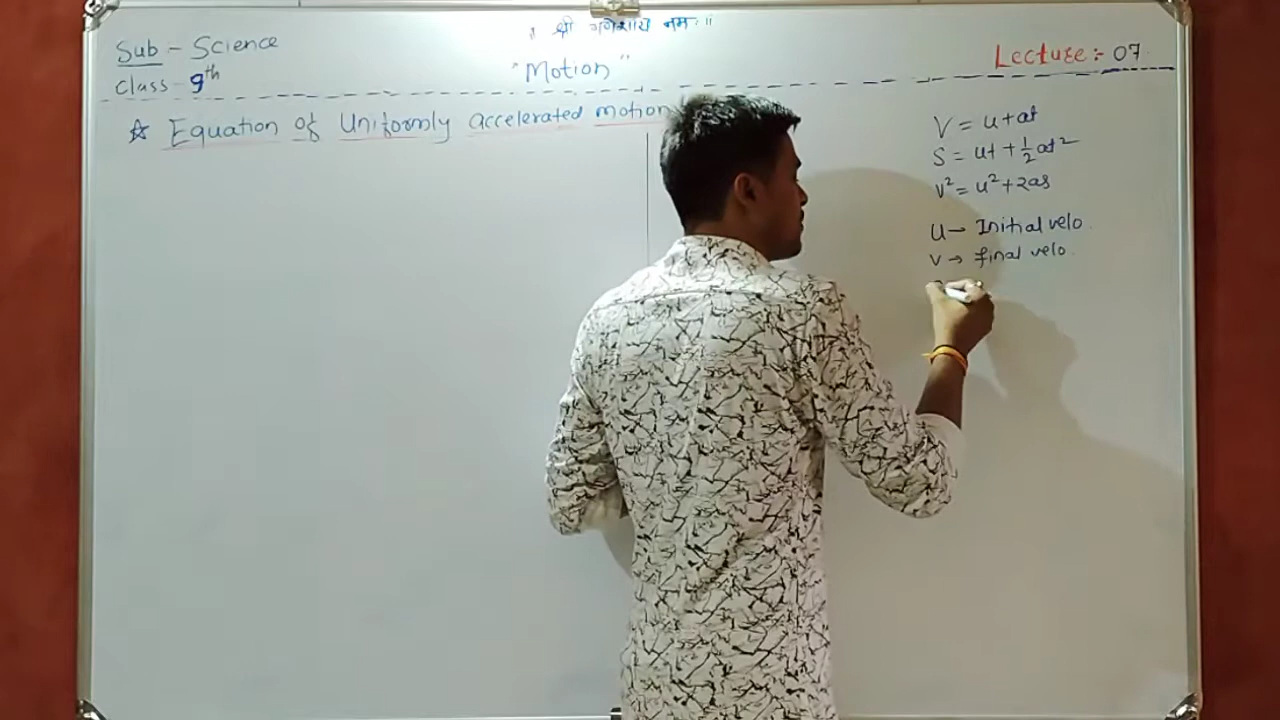 ॥ श्री गणेशाय नमः ॥
Sub - Science
"Motion"
Lecture :- 07
Class - 9th
☆ Equation of Uniformly accelerated motion
V = u+at
S = ut + 1/2 at²
V² = u² + 2as
U → Initial velo.
V → final velo.